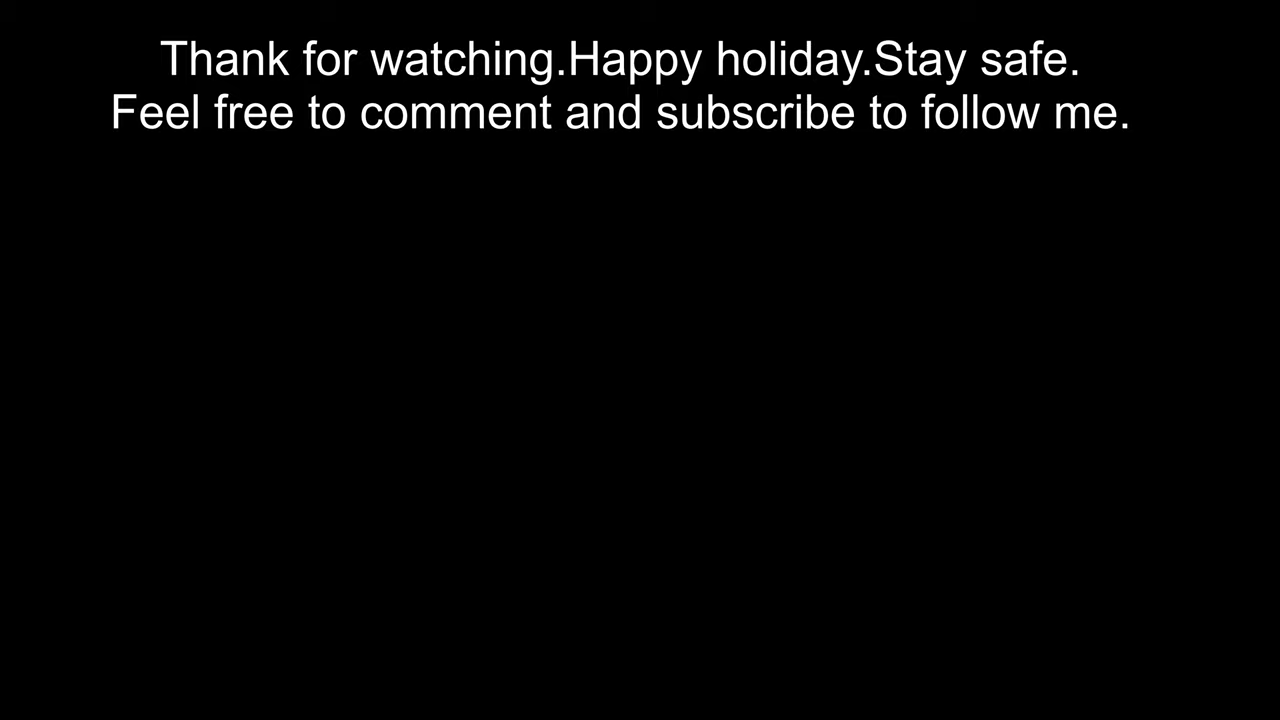 Thank for watching.Happy holiday.Stay safe.
Feel free to comment and subscribe to follow me.